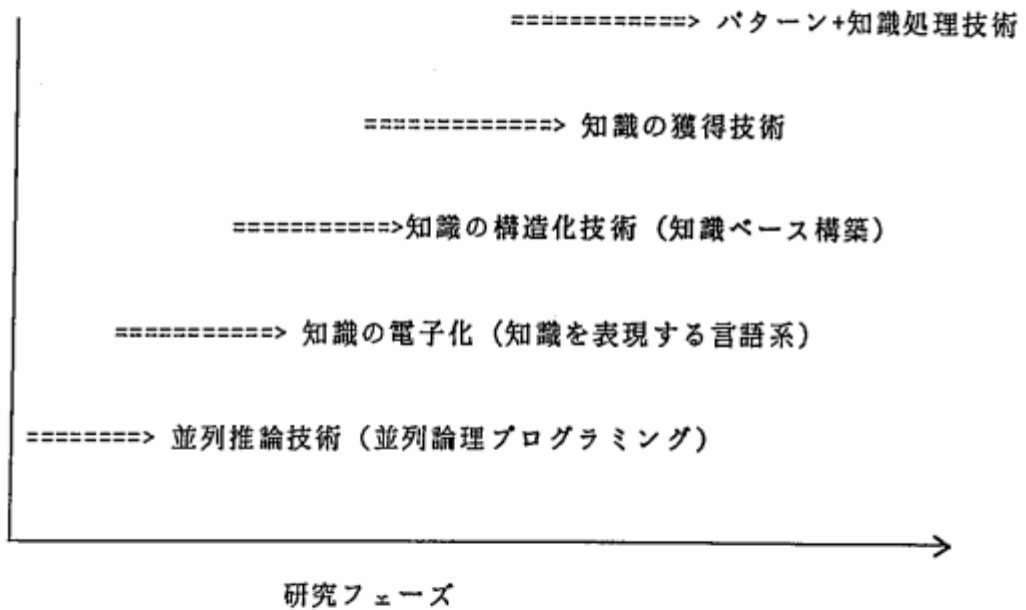 ============> パターン+知識処理技術
=============> 知識の獲得技術
===========>知識の構造化技術（知識ベース構築）
===========> 知識の電子化（知識を表現する言語系）
========> 並列推論技術（並列論理プログラミング）
研究フェーズ